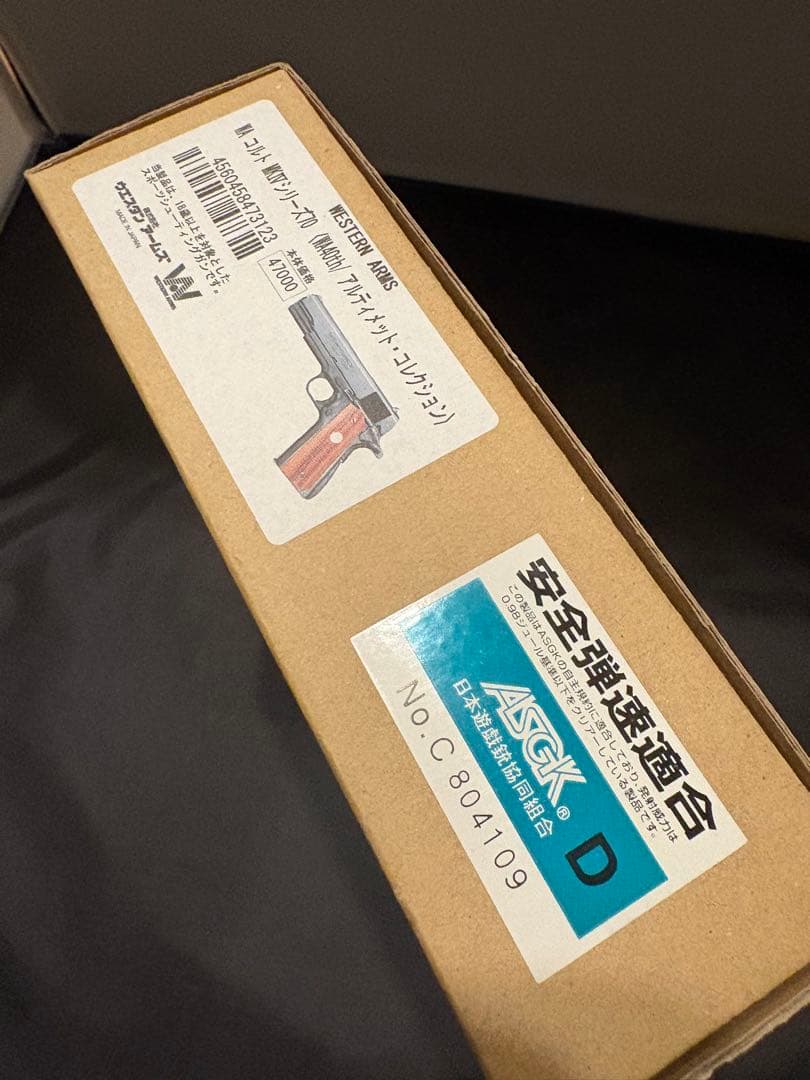 WESTERN ARMS
WA コルト MKIVシリーズ70 (WA40th/ アルティメット・コレクション)
4560458473123
本体価格
47000
当製品は、18歳以上を対象とした
スポーツシューティングガンです。
株式会社
ウエスタン アームズ
MADE IN JAPAN
安全弾速適合
この製品はASGKの自主規約に適合しており、発射威力は
0.98ジュール基準以下をクリアーしている製品です。
ASGK®
日本遊戯銃協同組合
D
No.C 804109